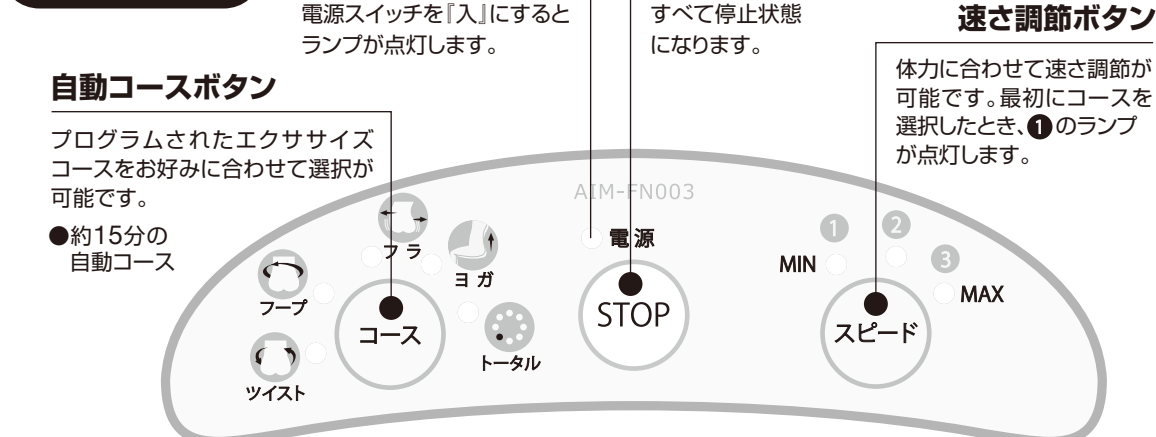 電源スイッチを『入』にすると
ランプが点灯します。
すべて停止状態
になります。
速さ調節ボタン
体力に合わせて速さ調節が
可能です。最初にコースを
選択したとき、❶のランプ
が点灯します。
自動コースボタン
プログラムされたエクササイズ
コースをお好みに合わせて選択が
可能です。
●約15分の
自動コース
AIM-FN003
フラ
ヨガ
フープ
ツイスト
コース
トータル
電源
STOP
❶
❷
❸
MIN
MAX
スピード